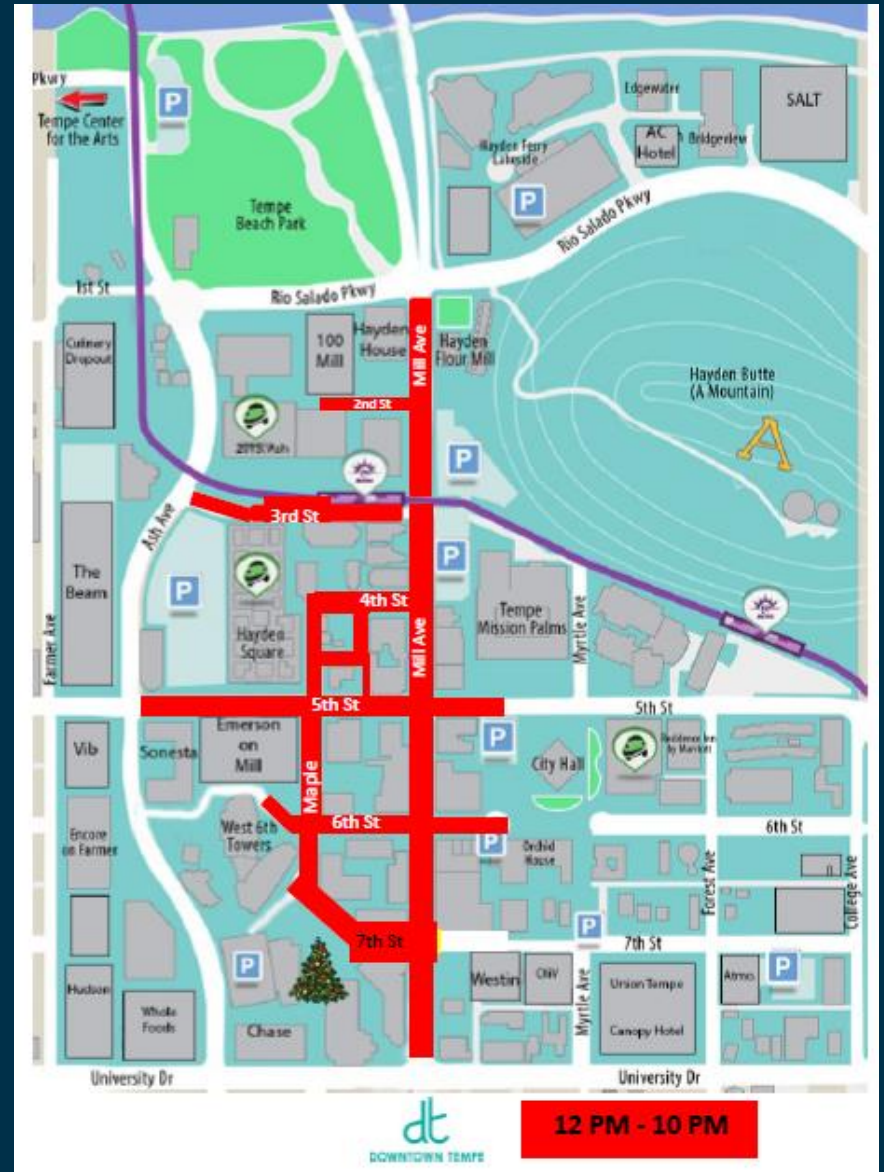 Pkwy
Tempe Center
for the Arts
P
Tempe
Beach Park
Edgewater
SALT
AC
Hotel
Bridgeview
Hayden Ferry
Lakeside
P
Rio Salado Pkwy
1st St
Rio Salado Pkwy
Culinary
Dropout
100
Mill
Hayden
House
Mill Ave
Hayden
Flour Mill
Hayden Butte
(A Mountain)
A
2nd St
P
3rd St
Ash Ave
P
The
Beam
P
4th St
Hayden
Square
Mill Ave
Tempe
Mission Palms
Myrtle Ave
Farmer Ave
5th St
5th St
Vib
Sonesta
Emerson
on
Mill
P
City Hall
Residence Inn
by Marriott
Maple
Encore
on Farmer
West 6th
Towers
6th St
P
Orchid
House
6th St
Forest Ave
College Ave
P
7th St
7th St
P
Hudson
Whole
Foods
Chase
Westin
Myrtle Ave
Union Tempe
Canopy Hotel
Atmo.
P
University Dr
University Dr
dt
DOWNTOWN TEMPE
12 PM - 10 PM